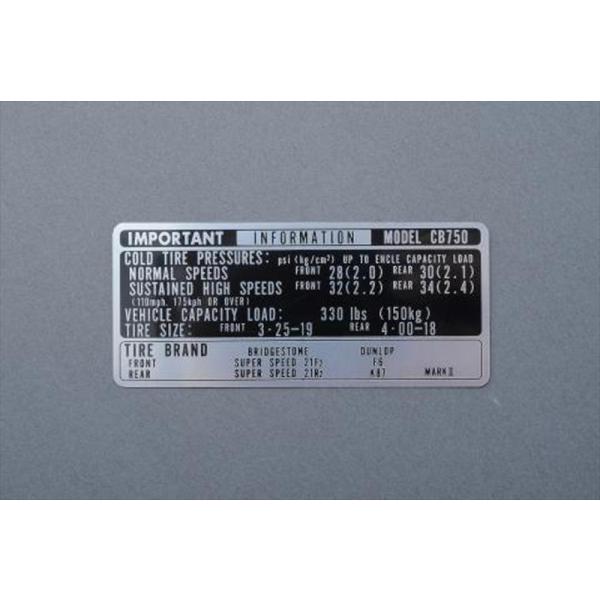 IMPORTANT INFORMATION MODEL CB750
COLD TIRE PRESSURES: psi (kg/cm²) UP TO ENCLE CAPACITY LOAD
NORMAL SPEEDS FRONT 28(2.0) REAR 30(2.1)
SUSTAINED HIGH SPEEDS FRONT 32(2.2) REAR 34(2.4)
(110mph, 175kph OR OVER)
VEHICLE CAPACITY LOAD: 330 lbs (150kg)
TIRE SIZE: FRONT 3·25-19 REAR 4·00-18
TIRE BRAND BRIDGESTONE DUNLOP
FRONT SUPER SPEED 21F2 F6
REAR SUPER SPEED 21R2 K87 MARK II